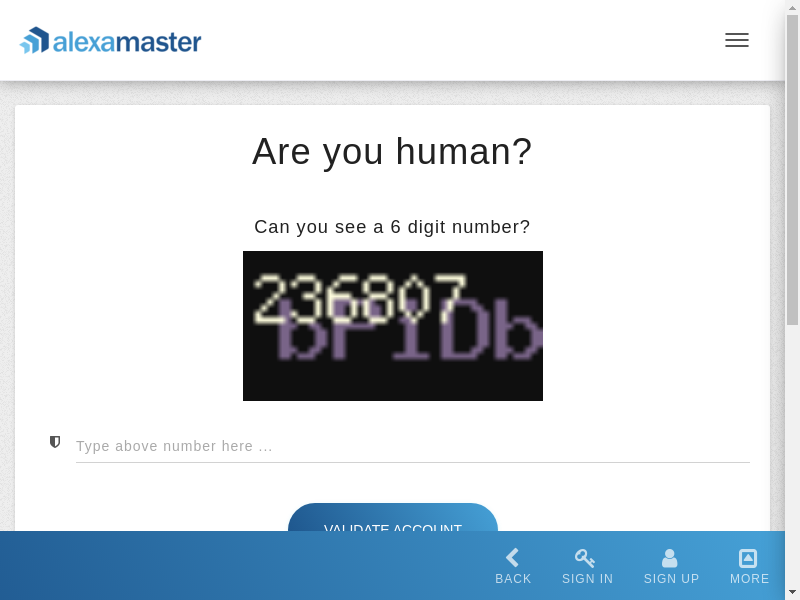 alexamaster
Are you human?
Can you see a 6 digit number?
236807
bP1Db
Type above number here ...
VALIDATE ACCOUNT
BACK SIGN IN SIGN UP MORE